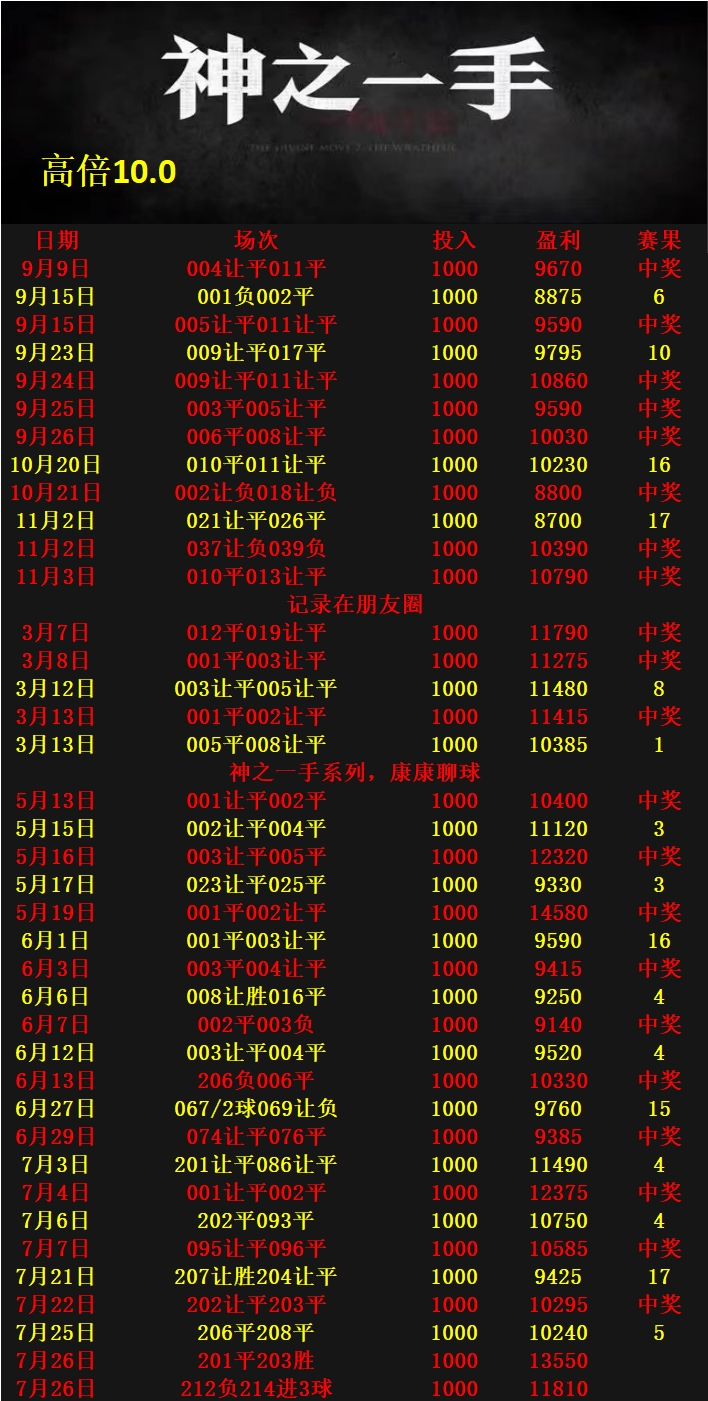 神之一手
THE DIVINE MOVE 2: THE WRATHFUL
高倍10.0
日期 场次 投入 盈利 赛果
9月9日 004让平011平 1000 9670 中奖
9月15日 001负002平 1000 8875 6
9月15日 005让平011让平 1000 9590 中奖
9月23日 009让平017平 1000 9795 10
9月24日 009让平011让平 1000 10860 中奖
9月25日 003平005让平 1000 9590 中奖
9月26日 006平008让平 1000 10030 中奖
10月20日 010平011让平 1000 10230 16
10月21日 002让负018让负 1000 8800 中奖
11月2日 021让平026平 1000 8700 17
11月2日 037让负039负 1000 10390 中奖
11月3日 010平013让平 1000 10790 中奖
记录在朋友圈
3月7日 012平019让平 1000 11790 中奖
3月8日 001平003让平 1000 11275 中奖
3月12日 003让平005让平 1000 11480 8
3月13日 001平002让平 1000 11415 中奖
3月13日 005平008让平 1000 10385 1
神之一手系列，康康聊球
5月13日 001让平002平 1000 10400 中奖
5月15日 002让平004平 1000 11120 3
5月16日 003让平005平 1000 12320 中奖
5月17日 023让平025平 1000 9330 3
5月19日 001平002让平 1000 14580 中奖
6月1日 001平003让平 1000 9590 16
6月3日 003平004让平 1000 9415 中奖
6月6日 008让胜016平 1000 9250 4
6月7日 002平003负 1000 9140 中奖
6月12日 003让平004平 1000 9520 4
6月13日 206负006平 1000 10330 中奖
6月27日 067/2球069让负 1000 9760 15
6月29日 074让平076平 1000 9385 中奖
7月3日 201让平086让平 1000 11490 4
7月4日 001让平002平 1000 12375 中奖
7月6日 202平093平 1000 10750 4
7月7日 095让平096平 1000 10585 中奖
7月21日 207让胜204让平 1000 9425 17
7月22日 202让平203平 1000 10295 中奖
7月25日 206平208平 1000 10240 5
7月26日 201平203胜 1000 13550
7月26日 212负214进3球 1000 11810